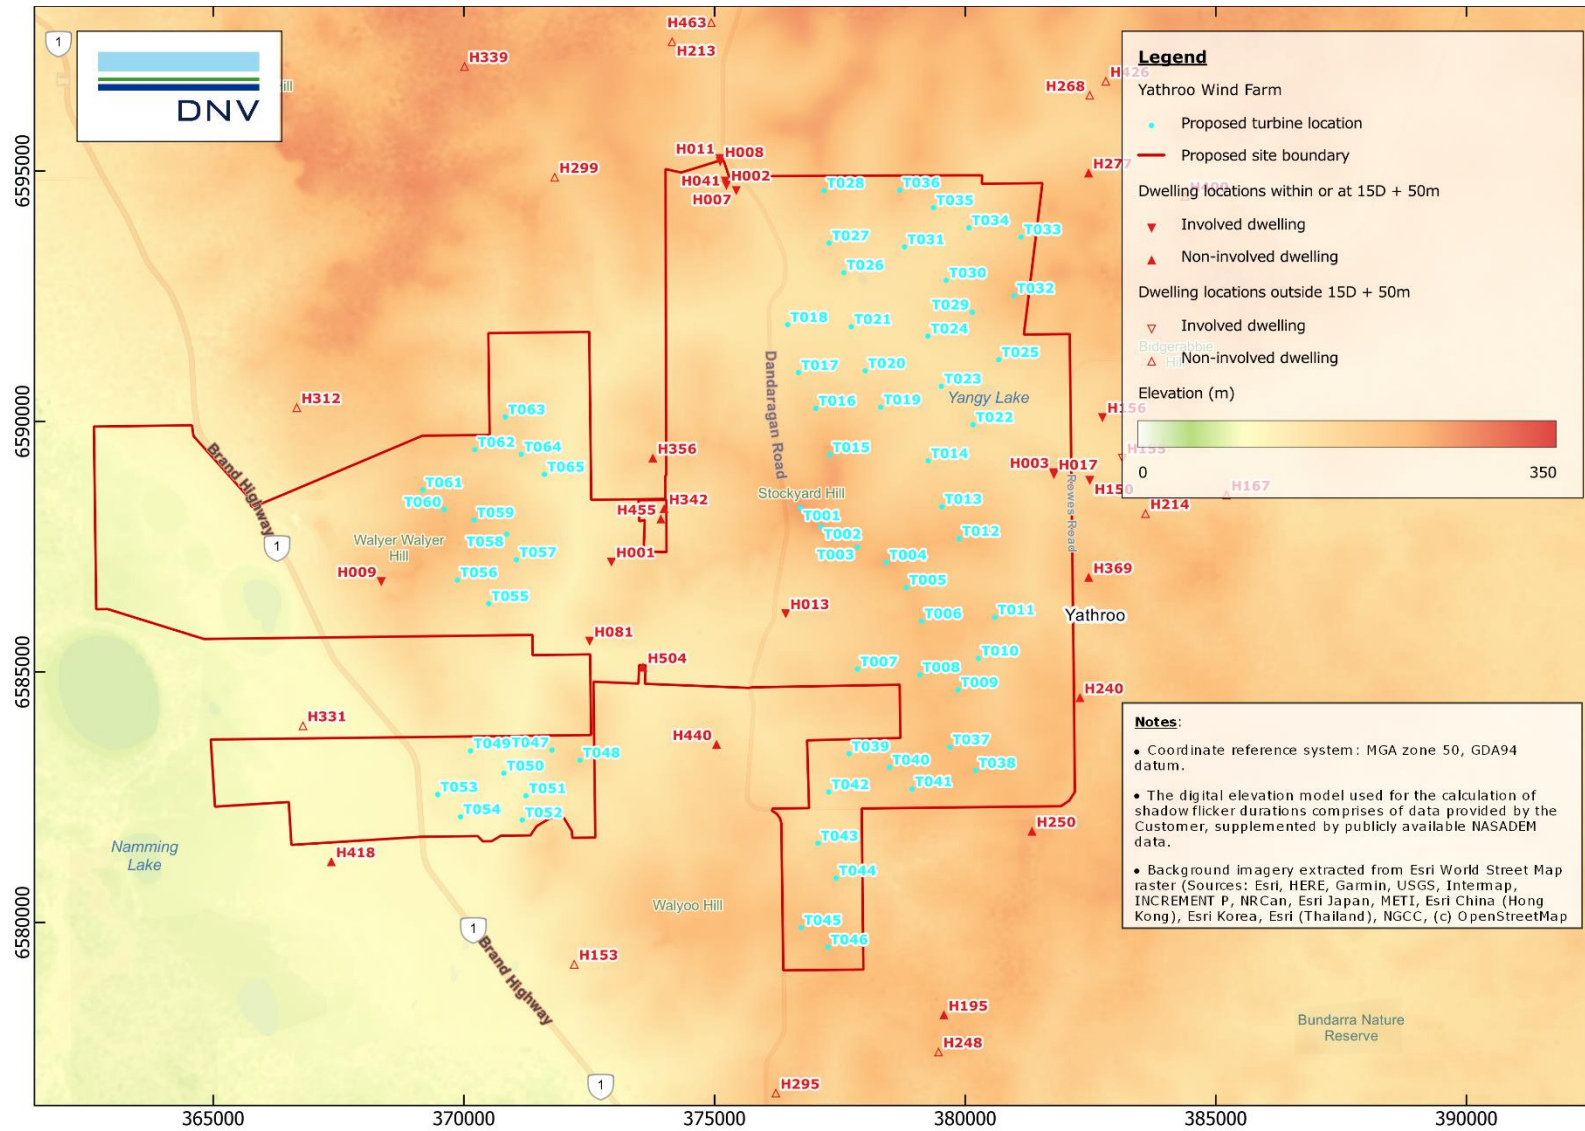 H463
H213
1
H339
Hill
DNV
H426
H268
H299
H011
H008
H277
H041
H002
H007
H400
T028
T036
T035
T034
T033
T027
T031
T026
T030
T032
T029
T018
T021
T024
T025
T017
T020
T023
Yangy Lake
T016
T019
T022
Dandaragan Road
T015
T014
Stockyard Hill
T013
T001
T002
T012
T003
T004
T005
T006
T011
T007
T008
T010
T009
H312
T063
T062
T064
T065
T061
T060
T059
T058
T057
T056
T055
Walyer Walyer
Hill
H009
Brand Highway
1
H356
H342
H455
H001
H013
H081
H504
H003
H017
H156
H155
H150
H167
H214
Rowes Road
H369
Yathroo
H240
H331
T049
T047
T048
T050
T053
T051
T054
T052
H440
T039
T037
T040
T038
T042
T041
T043
T044
T045
T046
H250
H418
Namming
Lake
Walyoo Hill
1
Brand Highway
H153
H195
H248
H295
1
Bundarra Nature
Reserve
Bidgerabbie
Hill
Legend
Yathroo Wind Farm
Proposed turbine location
Proposed site boundary
Dwelling locations within or at 15D + 50m
Involved dwelling
Non-involved dwelling
Dwelling locations outside 15D + 50m
Involved dwelling
Non-involved dwelling
Elevation (m)
0 350
Notes:
• Coordinate reference system: MGA zone 50, GDA94
datum.
• The digital elevation model used for the calculation of
shadow flicker durations comprises of data provided by the
Customer, supplemented by publicly available NASADEM
data.
• Background imagery extracted from Esri World Street Map
raster (Sources: Esri, HERE, Garmin, USGS, Intermap,
INCREMENT P, NRCan, Esri Japan, METI, Esri China (Hong
Kong), Esri Korea, Esri (Thailand), NGCC, (c) OpenStreetMap
6595000
6590000
6585000
6580000
365000 370000 375000 380000 385000 390000